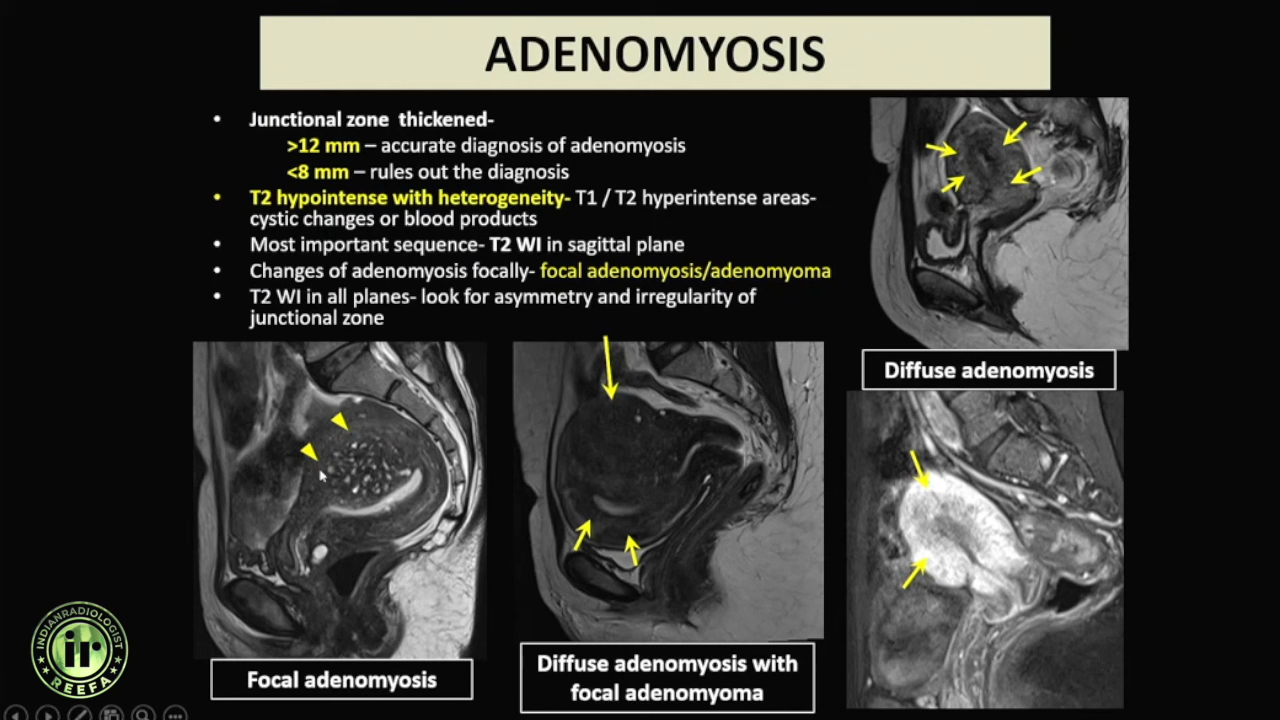 ADENOMYOSIS
• Junctional zone thickened-
>12 mm – accurate diagnosis of adenomyosis
<8 mm – rules out the diagnosis
• T2 hypointense with heterogeneity- T1 / T2 hyperintense areas-
cystic changes or blood products
• Most important sequence- T2 WI in sagittal plane
• Changes of adenomyosis focally- focal adenomyosis/adenomyoma
• T2 WI in all planes- look for asymmetry and irregularity of
junctional zone
Diffuse adenomyosis
Focal adenomyosis
Diffuse adenomyosis with
focal adenomyoma
INDIANRADIOLOGIST
ir
REEFA